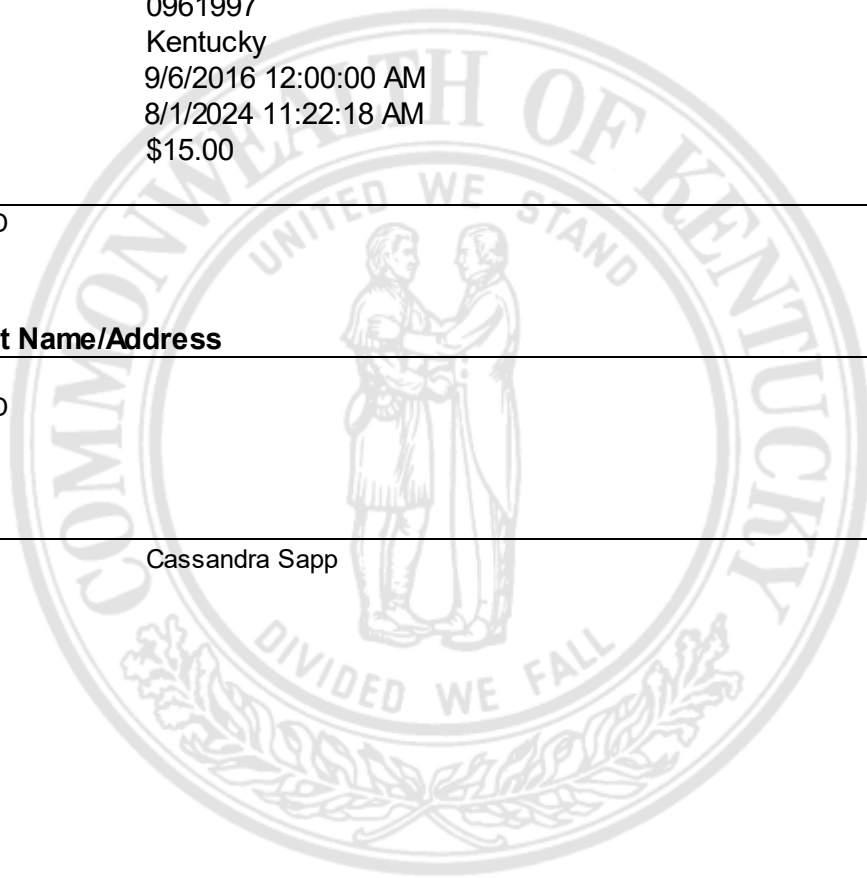 0961997
Kentucky
9/6/2016 12:00:00 AM
8/1/2024 11:22:18 AM
$15.00
t Name/Address
Cassandra Sapp
COMMONWEALTH OF KENTUCKY
UNITED WE STAND
DIVIDED WE FALL